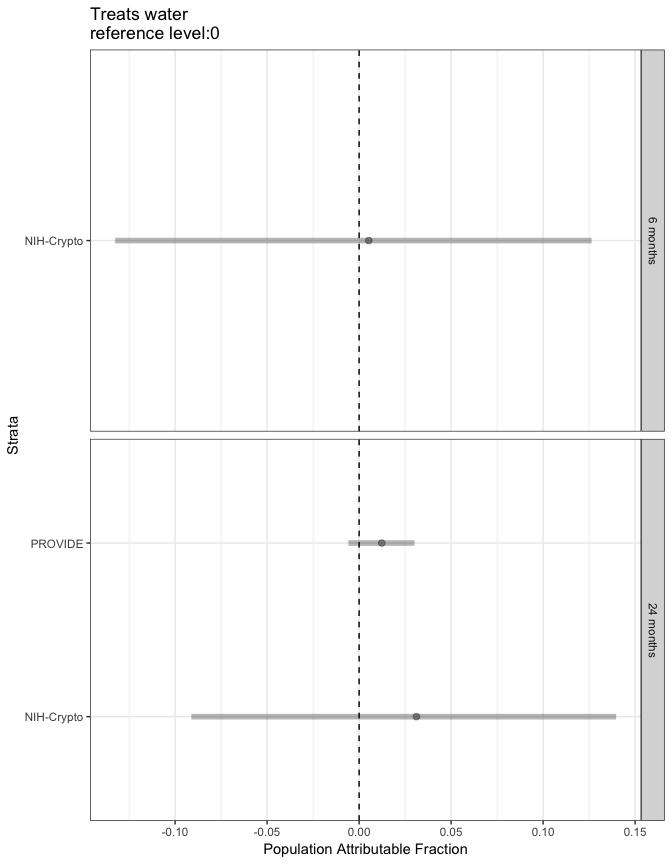 Treats water
reference level:0
NIH-Crypto
6 months
Strata
PROVIDE
24 months
NIH-Crypto
-0.10 -0.05 0.00 0.05 0.10 0.15
Population Attributable Fraction